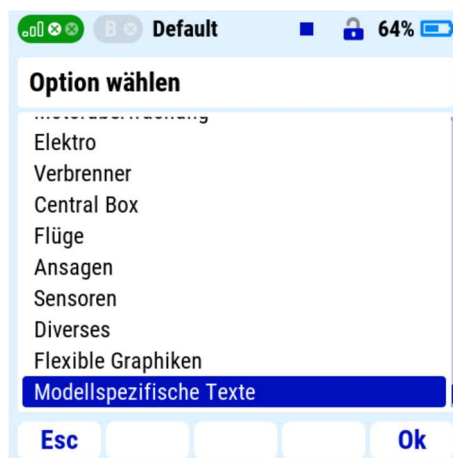 B Default 64%
Option wählen
Elektro
Verbrenner
Central Box
Flüge
Ansagen
Sensoren
Diverses
Flexible Graphiken
Modellspezifische Texte
Esc Ok